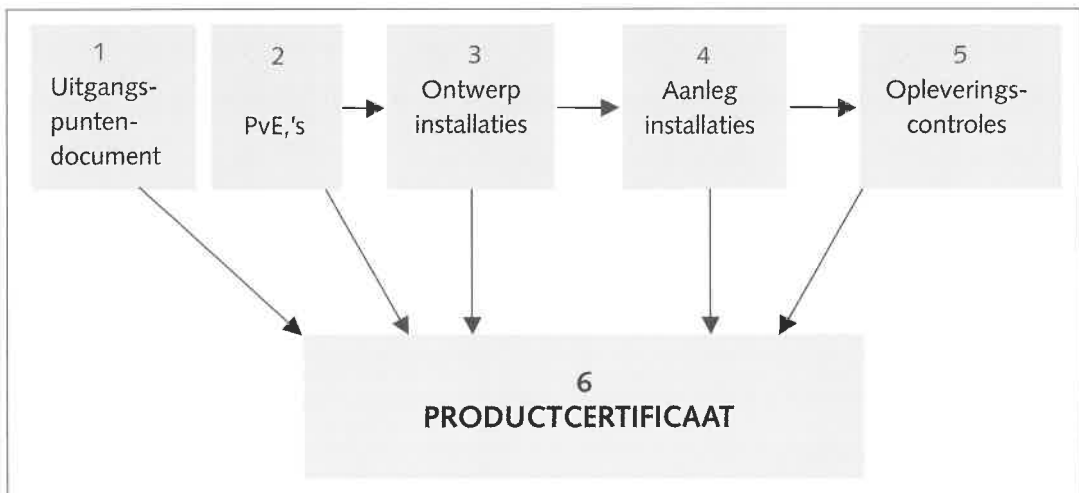 1
Uitgangs-
punten-
document
2
PvE,'s
3
Ontwerp
installaties
4
Aanleg
installaties
5
Opleverings-
controles
6
PRODUCTCERTIFICAAT